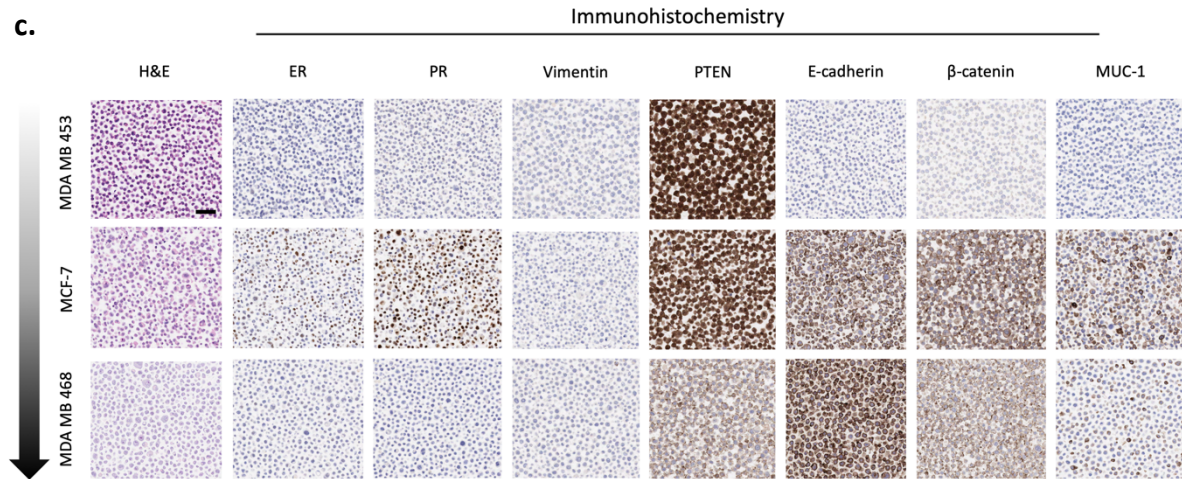 c.
Immunohistochemistry
H&E
ER
PR
Vimentin
PTEN
E-cadherin
β-catenin
MUC-1
MDA MB 453
MCF-7
MDA MB 468